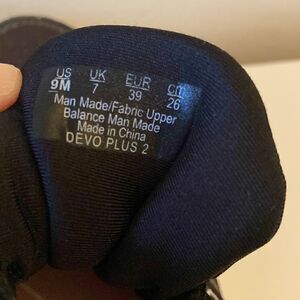 US UK EUR cm
9M 7 39 26
Man Made/Fabric Upper
Balance Man Made
Made in China
DEVO PLUS 2